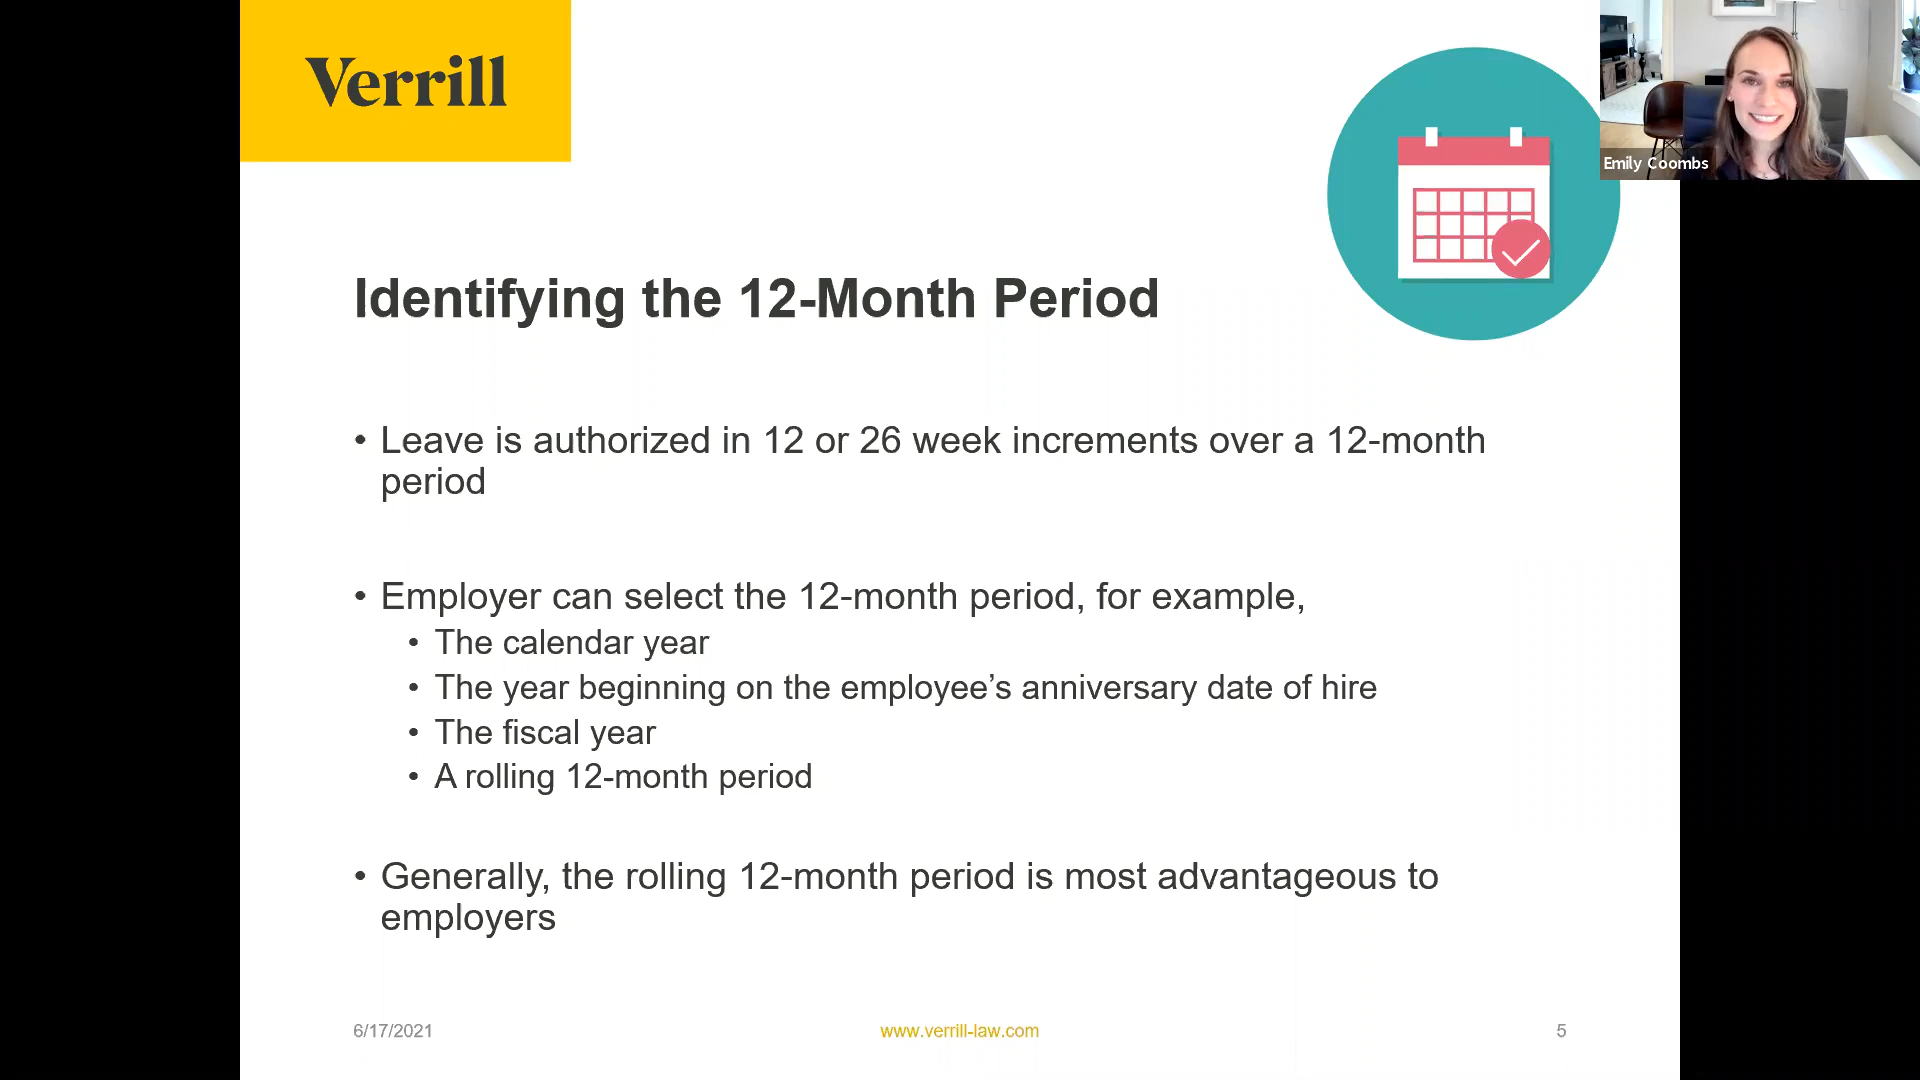 Verrill
Emily Coombs
Identifying the 12-Month Period
• Leave is authorized in 12 or 26 week increments over a 12-month
period
• Employer can select the 12-month period, for example,
• The calendar year
• The year beginning on the employee’s anniversary date of hire
• The fiscal year
• A rolling 12-month period
• Generally, the rolling 12-month period is most advantageous to
employers
6/17/2021
www.verrill-law.com
5